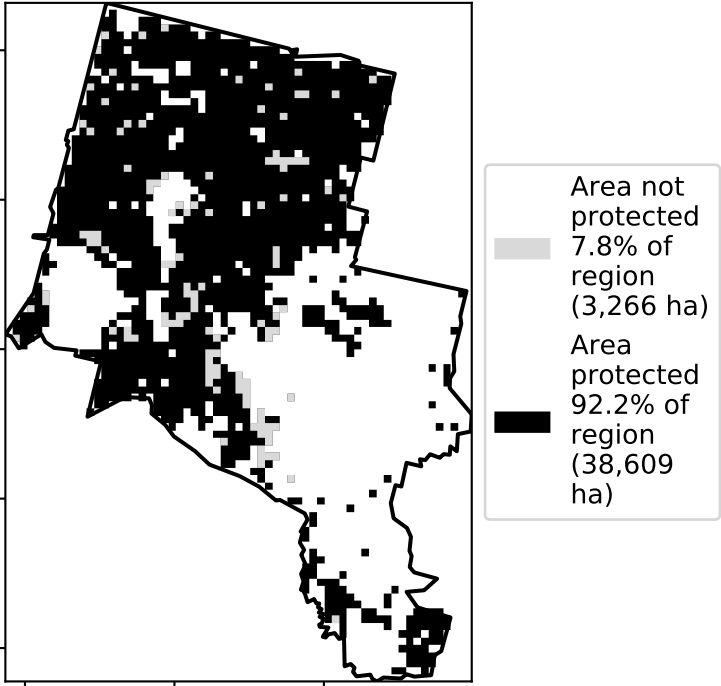 Area not
protected
7.8% of
region
(3,266 ha)
Area
protected
92.2% of
region
(38,609
ha)